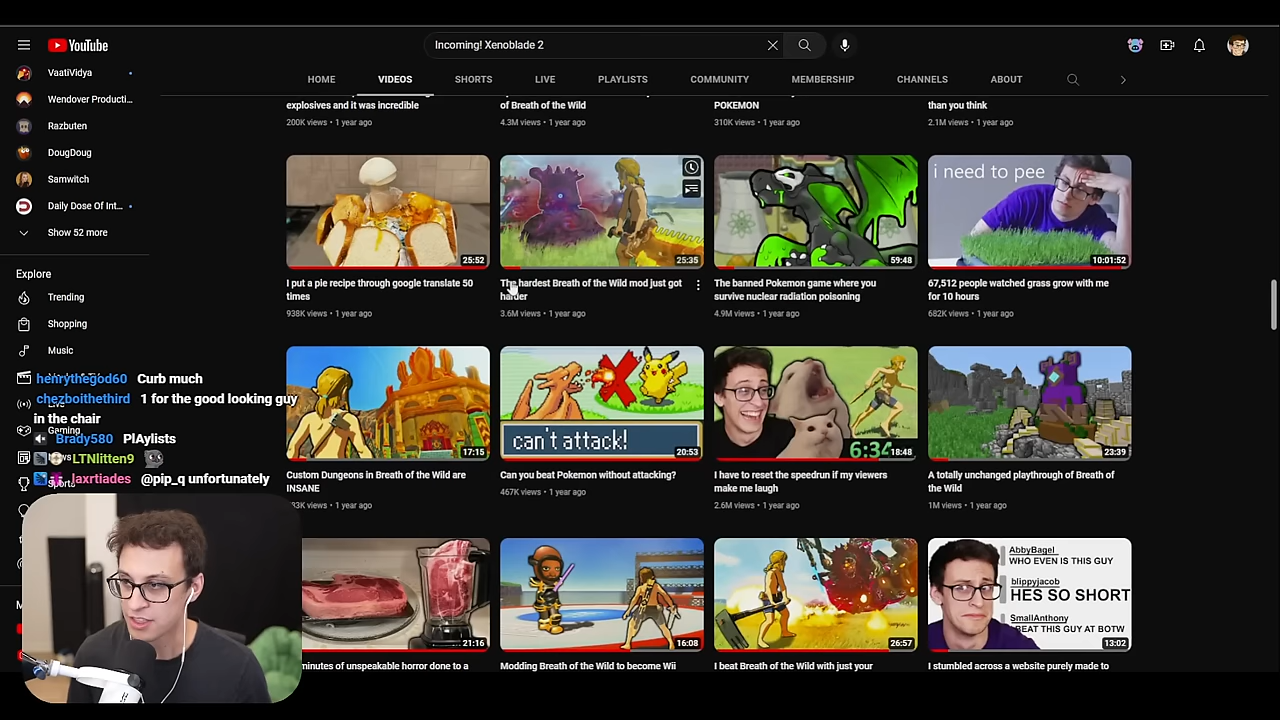 YouTube
Incoming! Xenoblade 2
HOME VIDEOS SHORTS LIVE PLAYLISTS COMMUNITY MEMBERSHIP CHANNELS ABOUT
VaatiVidya
Wendover Producti...
Razbuten
DougDoug
Samwitch
Daily Dose Of Int...
Show 52 more
Explore
Trending
Shopping
Music
Gaming
henrythegod60 Curb much
chezboithethird 1 for the good looking guy
in the chair
Brady580 PlAylists
LTNlitten9
Jaxrtiades @pip_q unfortunately
explosives and it was incredible
200K views • 1 year ago
of Breath of the Wild
4.3M views • 1 year ago
POKEMON
310K views • 1 year ago
than you think
2.1M views • 1 year ago
25:52
I put a pie recipe through google translate 50
times
938K views • 1 year ago
25:35
The hardest Breath of the Wild mod just got
harder
3.6M views • 1 year ago
59:48
The banned Pokemon game where you
survive nuclear radiation poisoning
4.9M views • 1 year ago
i need to pee
10:01:52
67,512 people watched grass grow with me
for 10 hours
682K views • 1 year ago
17:15
Custom Dungeons in Breath of the Wild are
INSANE
views • 1 year ago
can't attack!
20:53
Can you beat Pokemon without attacking?
467K views • 1 year ago
6:34
18:48
I have to reset the speedrun if my viewers
make me laugh
2.6M views • 1 year ago
23:39
A totally unchanged playthrough of Breath of
the Wild
1M views • 1 year ago
21:16
minutes of unspeakable horror done to a
16:08
Modding Breath of the Wild to become Wii
26:57
I beat Breath of the Wild with just your
AbbyBagel
WHO EVEN IS THIS GUY
blippyjacob
HES SO SHORT
SmallAnthony
BEAT THIS GUY AT BOTW
13:02
I stumbled across a website purely made to